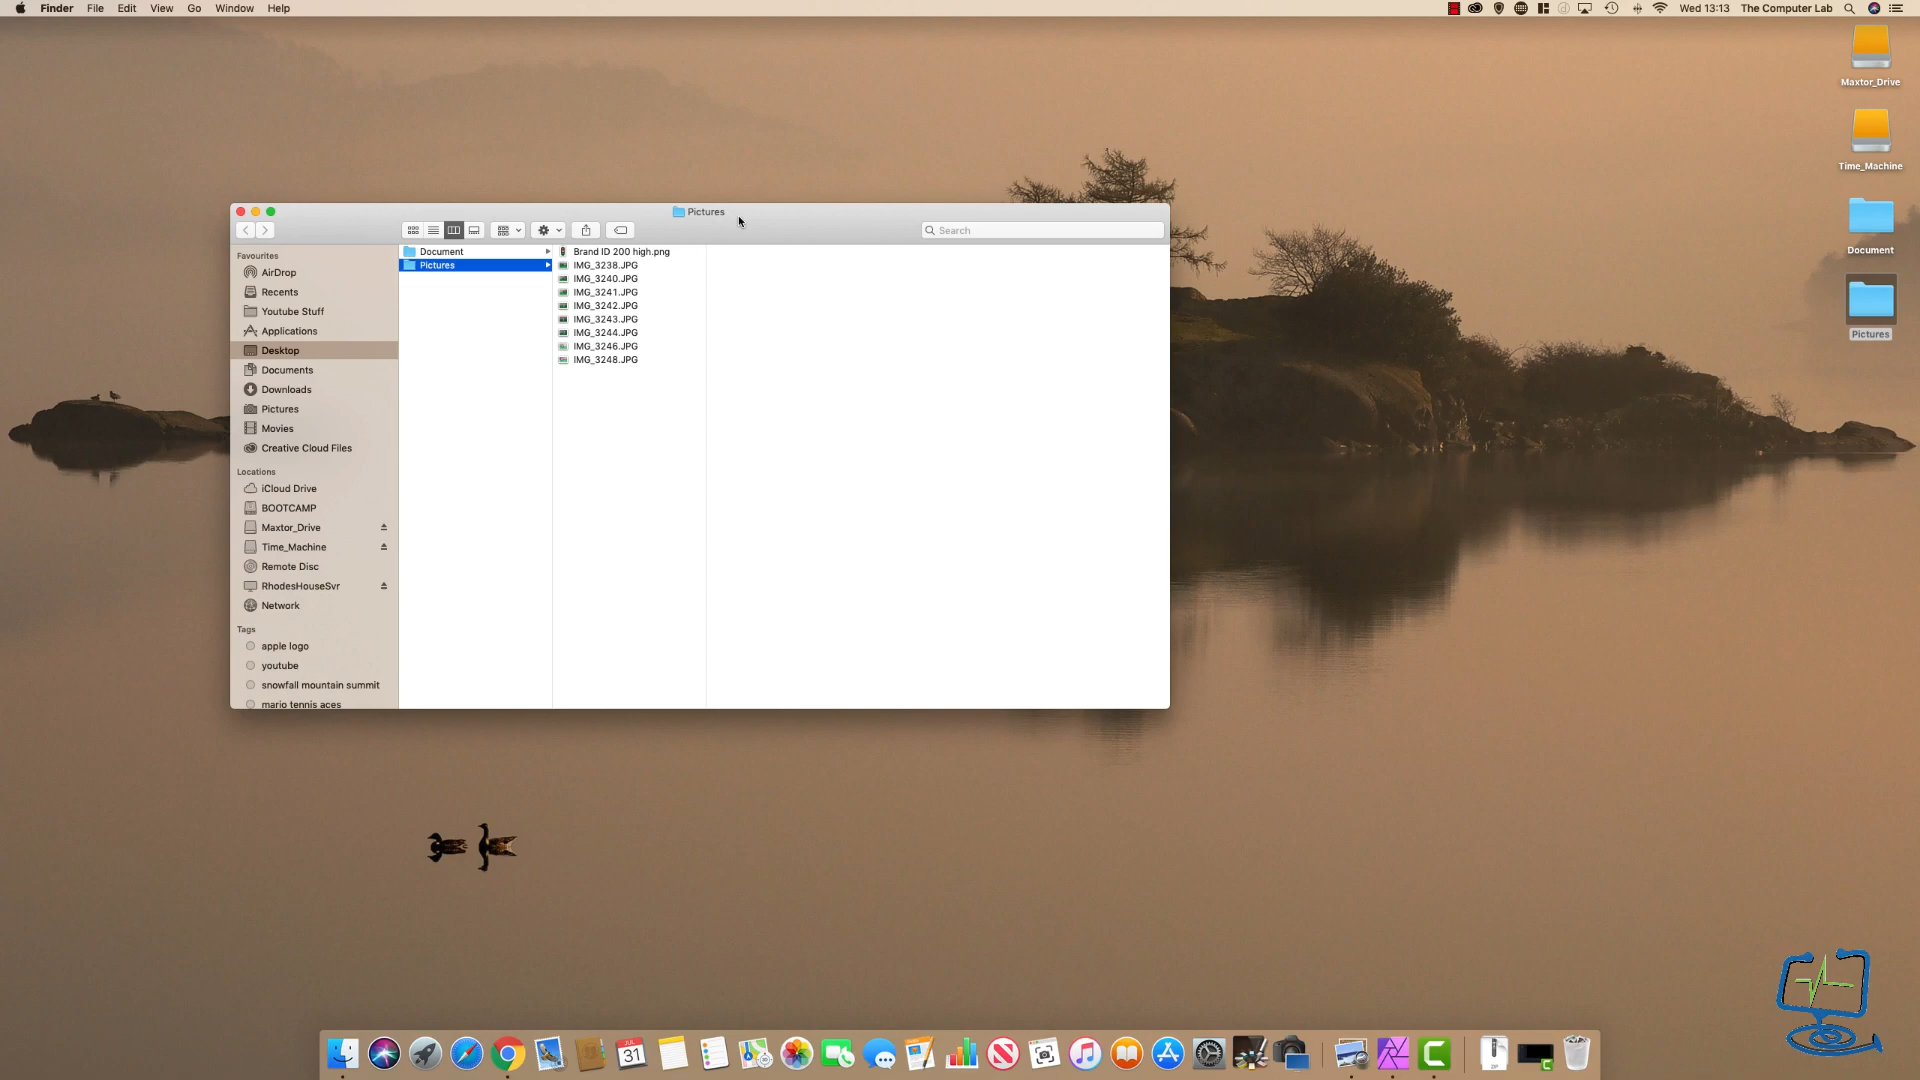 Finder File Edit View Go Window Help
Wed 13:13 The Computer Lab
Maxtor_Drive
Time_Machine
Document
Pictures
Pictures
Search
Favourites
AirDrop
Recents
Youtube Stuff
Applications
Desktop
Documents
Downloads
Pictures
Movies
Creative Cloud Files
Locations
iCloud Drive
BOOTCAMP
Maxtor_Drive
Time_Machine
Remote Disc
RhodesHouseSvr
Network
Tags
apple logo
youtube
snowfall mountain summit
mario tennis aces
Document
Pictures
Brand ID 200 high.png
IMG_3238.JPG
IMG_3240.JPG
IMG_3241.JPG
IMG_3242.JPG
IMG_3243.JPG
IMG_3244.JPG
IMG_3246.JPG
IMG_3248.JPG
JUL
31